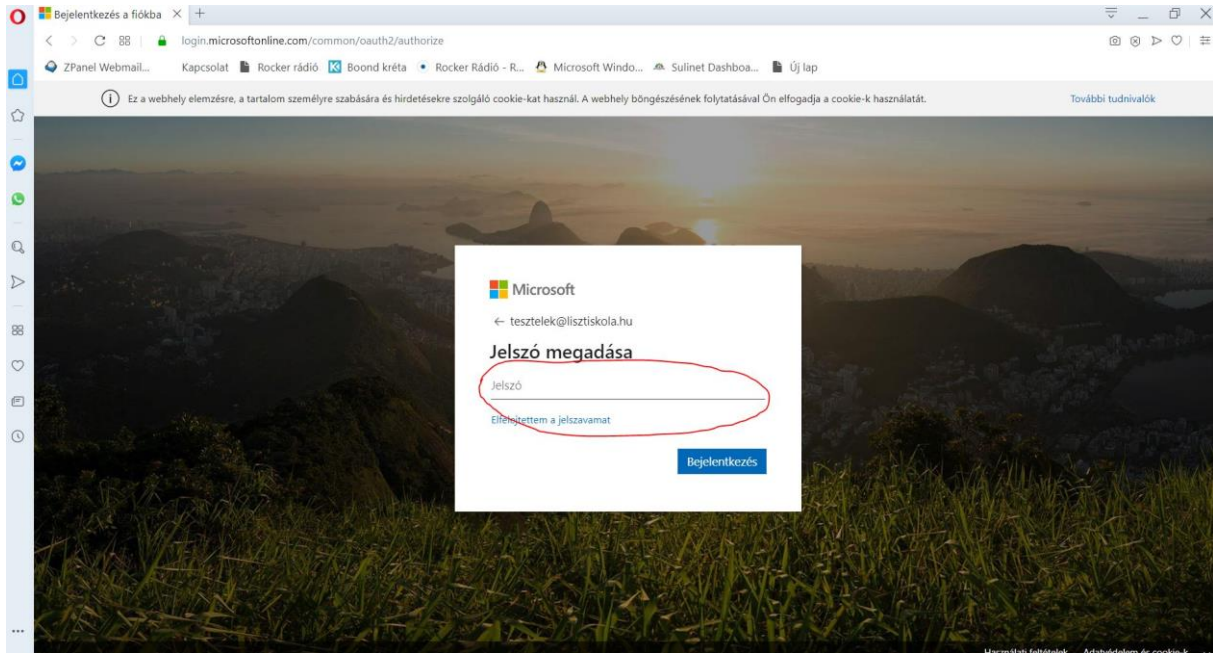 Bejelentkezés a fiókba
login.microsoftonline.com/common/oauth2/authorize
ZPanel Webmail... Kapcsolat Rocker rádió Boond kréta Rocker Rádió - R... Microsoft Windo... Sulinet Dashboa... Új lap
Ez a webhely elemzésre, a tartalom személyre szabására és hirdetésekre szolgáló cookie-kat használ. A webhely böngészésének folytatásával Ön elfogadja a cookie-k használatát. További tudnivalók
Microsoft
← tesztelek@lisztiskola.hu
Jelszó megadása
Jelszó
Elfelejtettem a jelszavamat
Bejelentkezés
Használati feltételek Adatvédelem és cookie-k